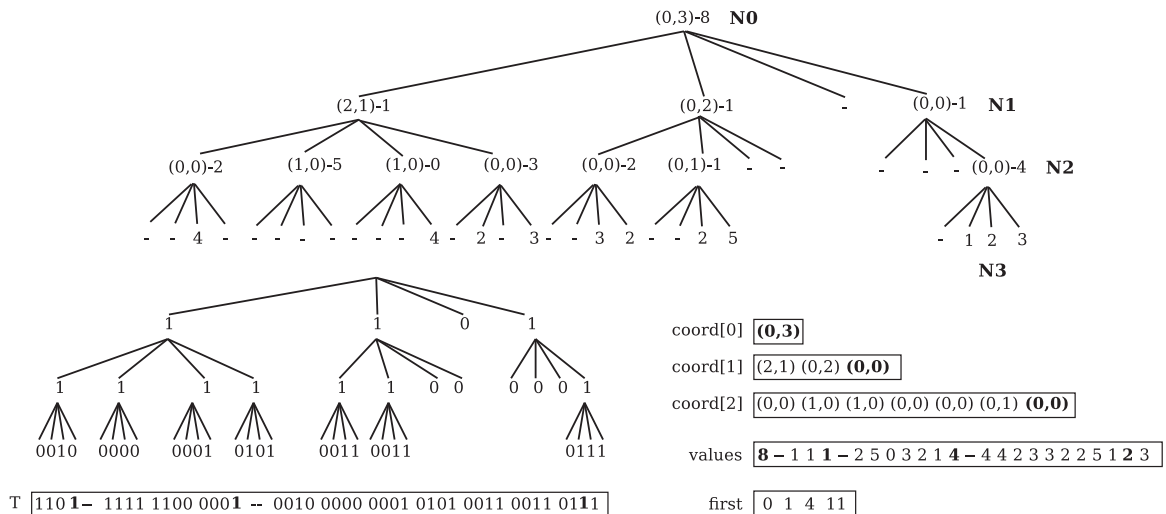 (0,3)-8 N0
(2,1)-1 (0,2)-1 - (0,0)-1 N1
(0,0)-2 (1,0)-5 (1,0)-0 (0,0)-3 (0,0)-2 (0,1)-1 - - - - - (0,0)-4 N2
- - 4 - - - - - - - - 4 - 2 - 3 - - 3 2 - - 2 5 - 1 2 3
N3
1 1 0 1
1 1 1 1 1 1 0 0 0 0 0 1
0010 0000 0001 0101 0011 0011 0111
T 110 1– 1111 1100 0001 -- 0010 0000 0001 0101 0011 0011 0111
coord[0] (0,3)
coord[1] (2,1) (0,2) (0,0)
coord[2] (0,0) (1,0) (1,0) (0,0) (0,0) (0,1) (0,0)
values 8 – 1 1 1 – 2 5 0 3 2 1 4 – 4 4 2 3 3 2 2 5 1 2 3
first 0 1 4 11